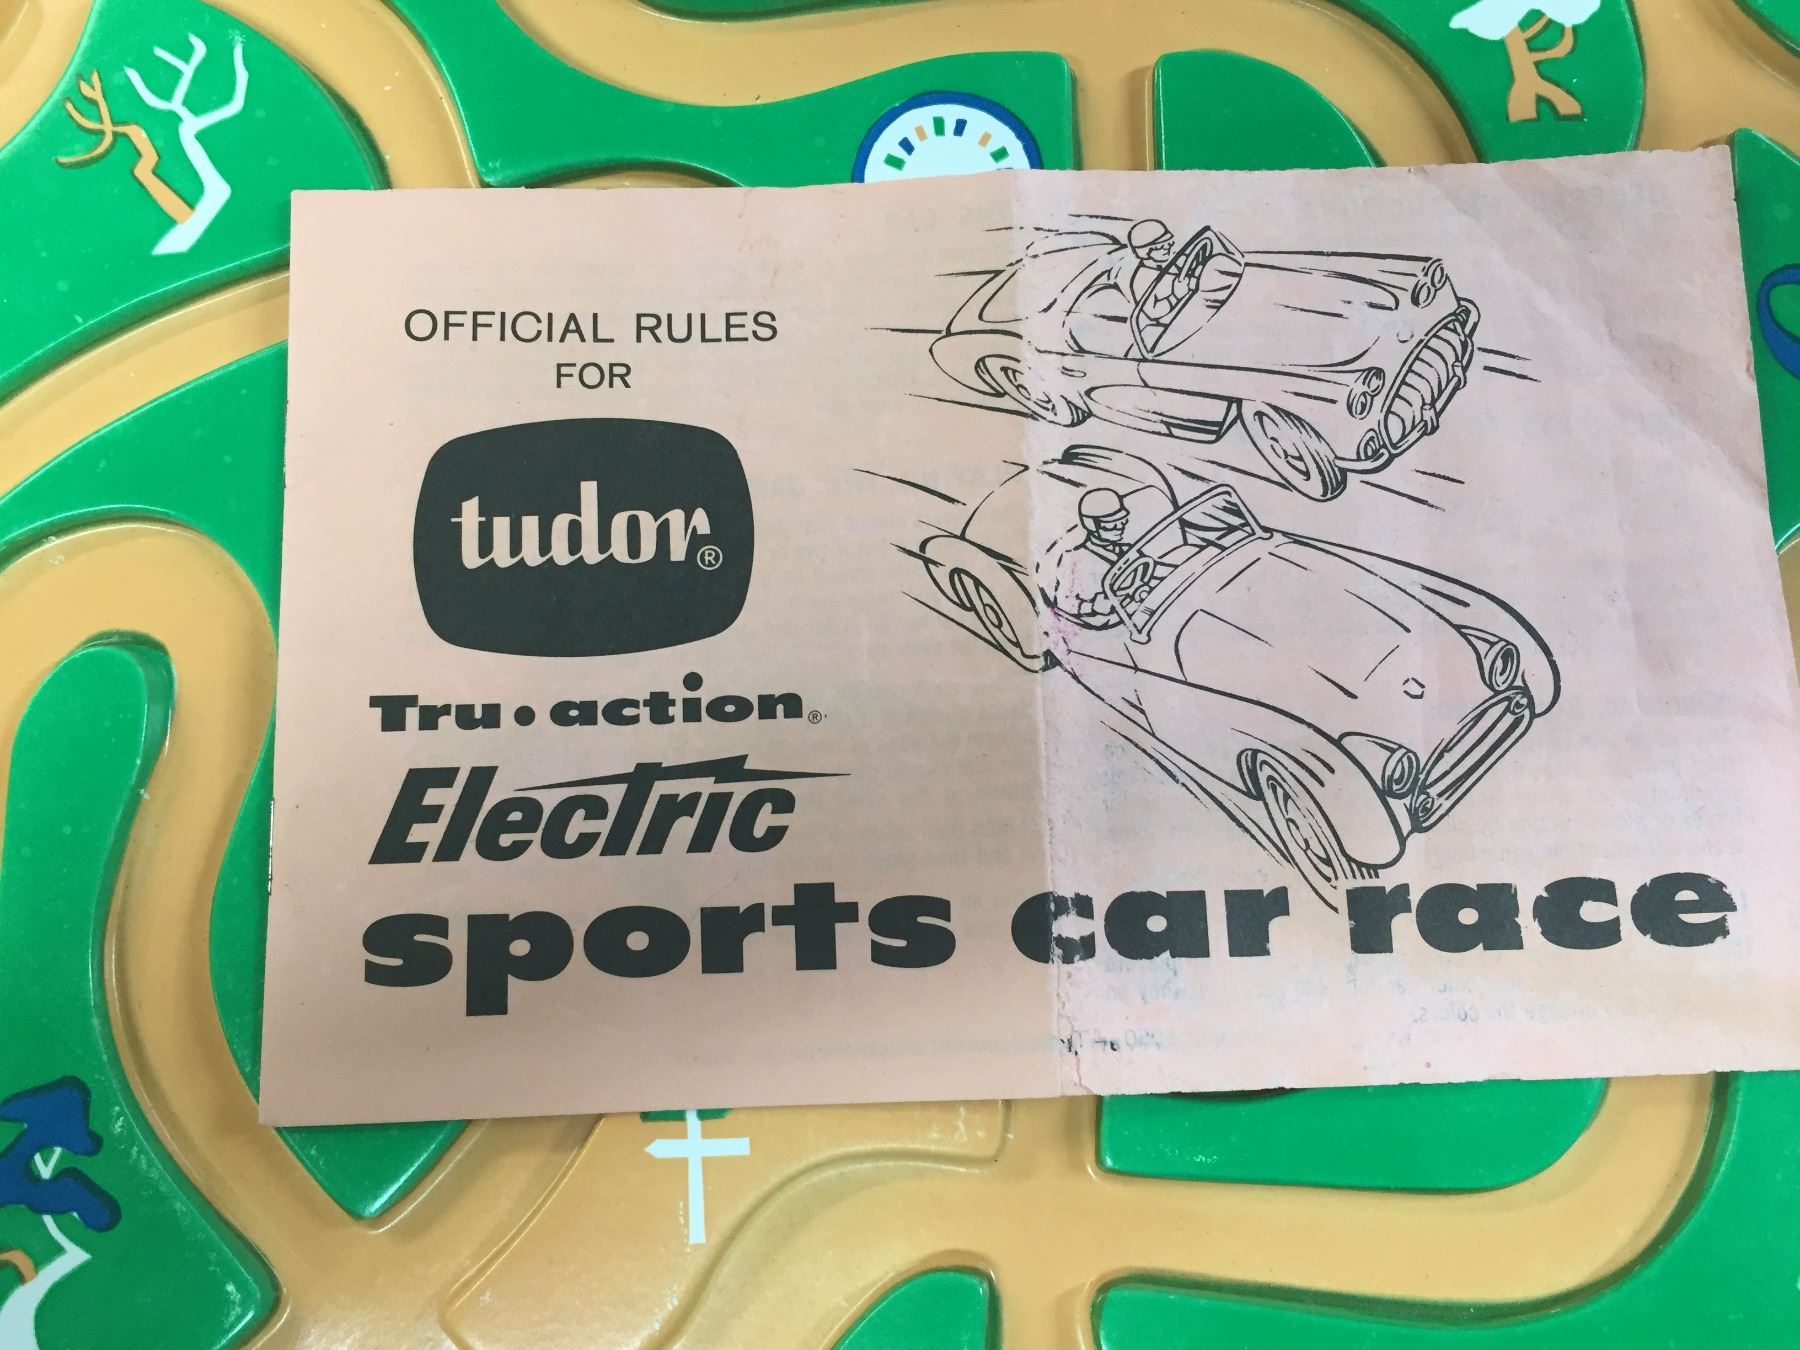 OFFICIAL RULES
FOR
tudor®
Tru•action®
Electric
sports car race